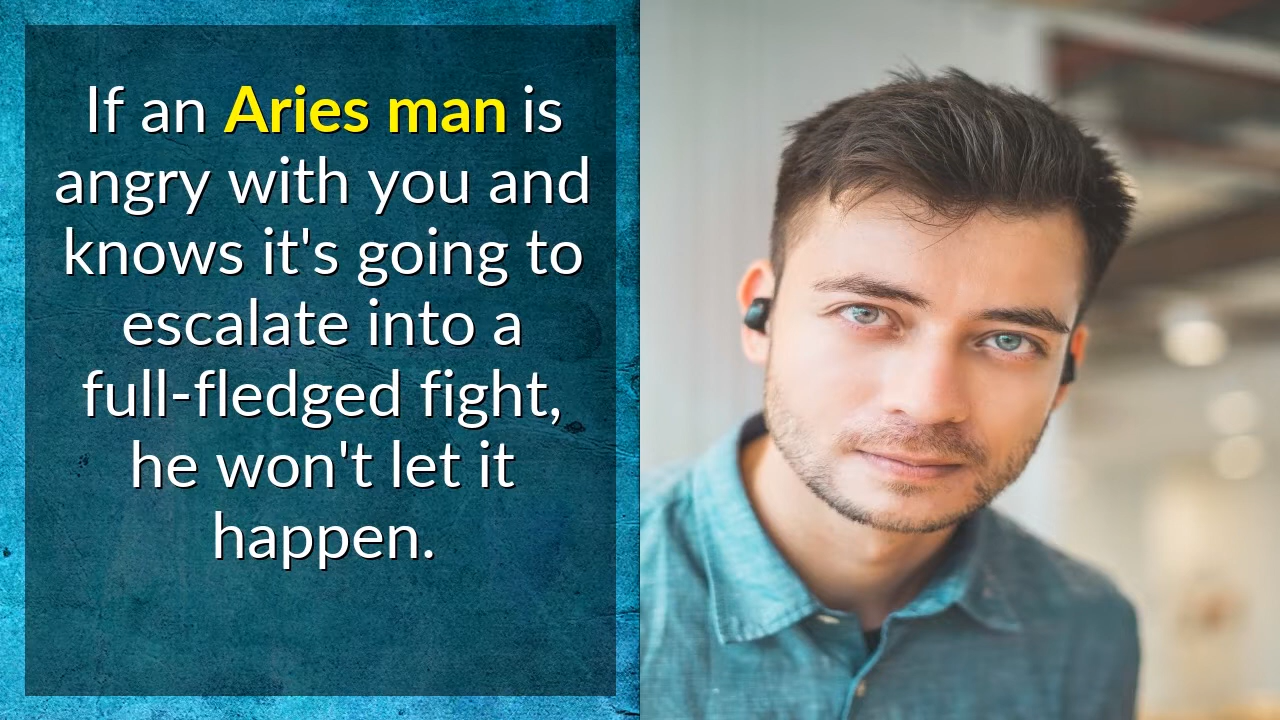 If an Aries man is
angry with you and
knows it's going to
escalate into a
full-fledged fight,
he won't let it
happen.